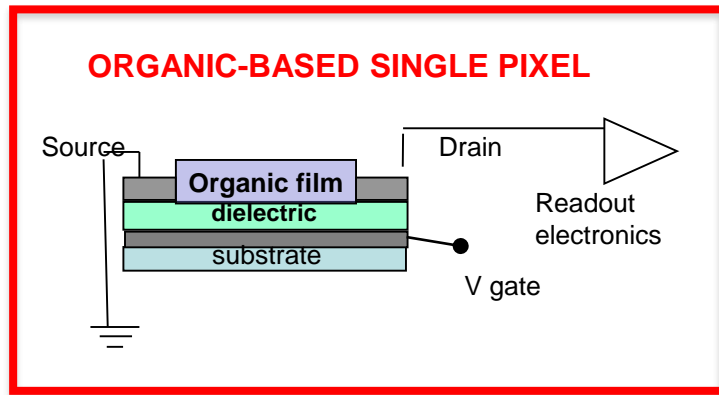 ORGANIC-BASED SINGLE PIXEL
Source
Drain
Organic film
dielectric
Readout
electronics
substrate
V gate